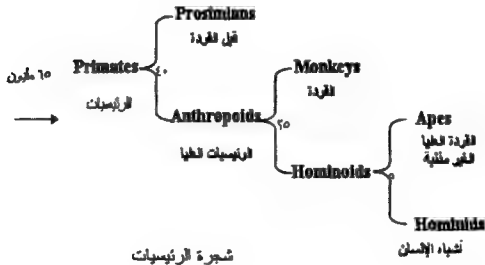 Prosimians
قبل القردة
٦٥ مليون
Primates
٤٠
الرئيسيات
Monkeys
القردة
Anthropoids
٢٥
الرئيسيات العليا
Apes
القردة العليا
الغير مذنبة
Hominoids
٥
Hominids
أشباه الإنسان
شجرة الرئيسيات